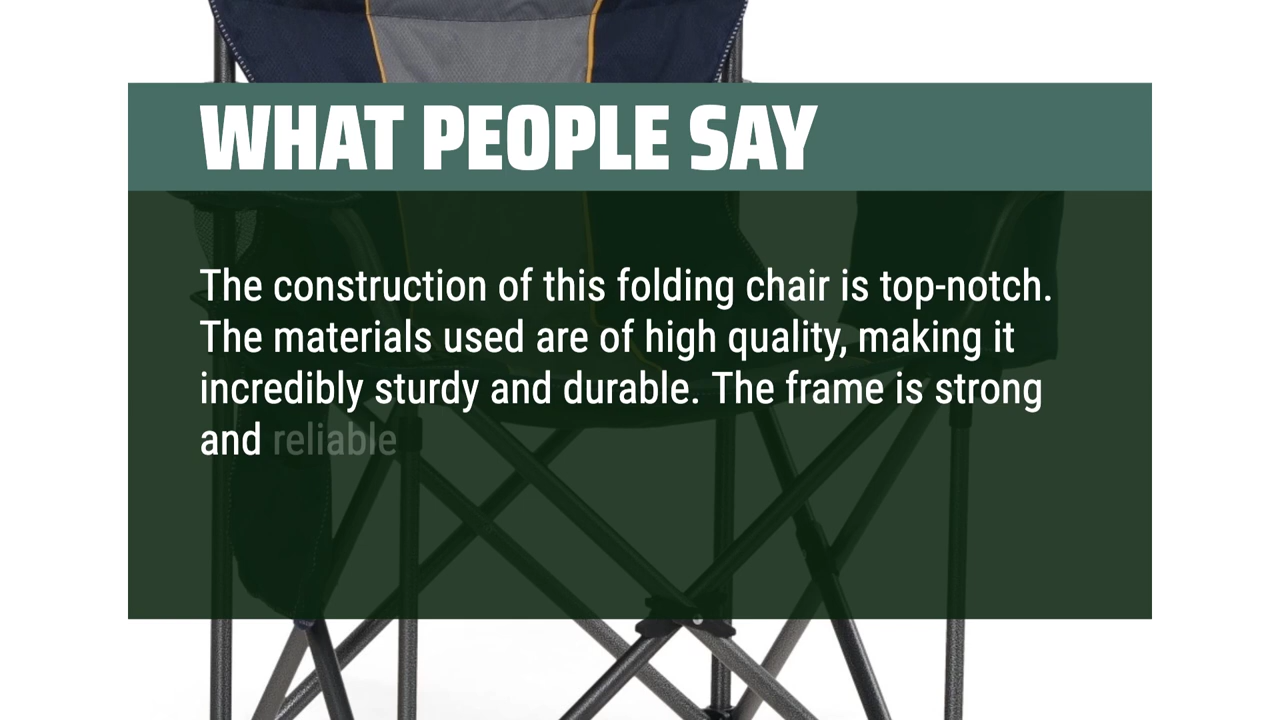 WHAT PEOPLE SAY
The construction of this folding chair is top-notch.
The materials used are of high quality, making it
incredibly sturdy and durable. The frame is strong
and reliable